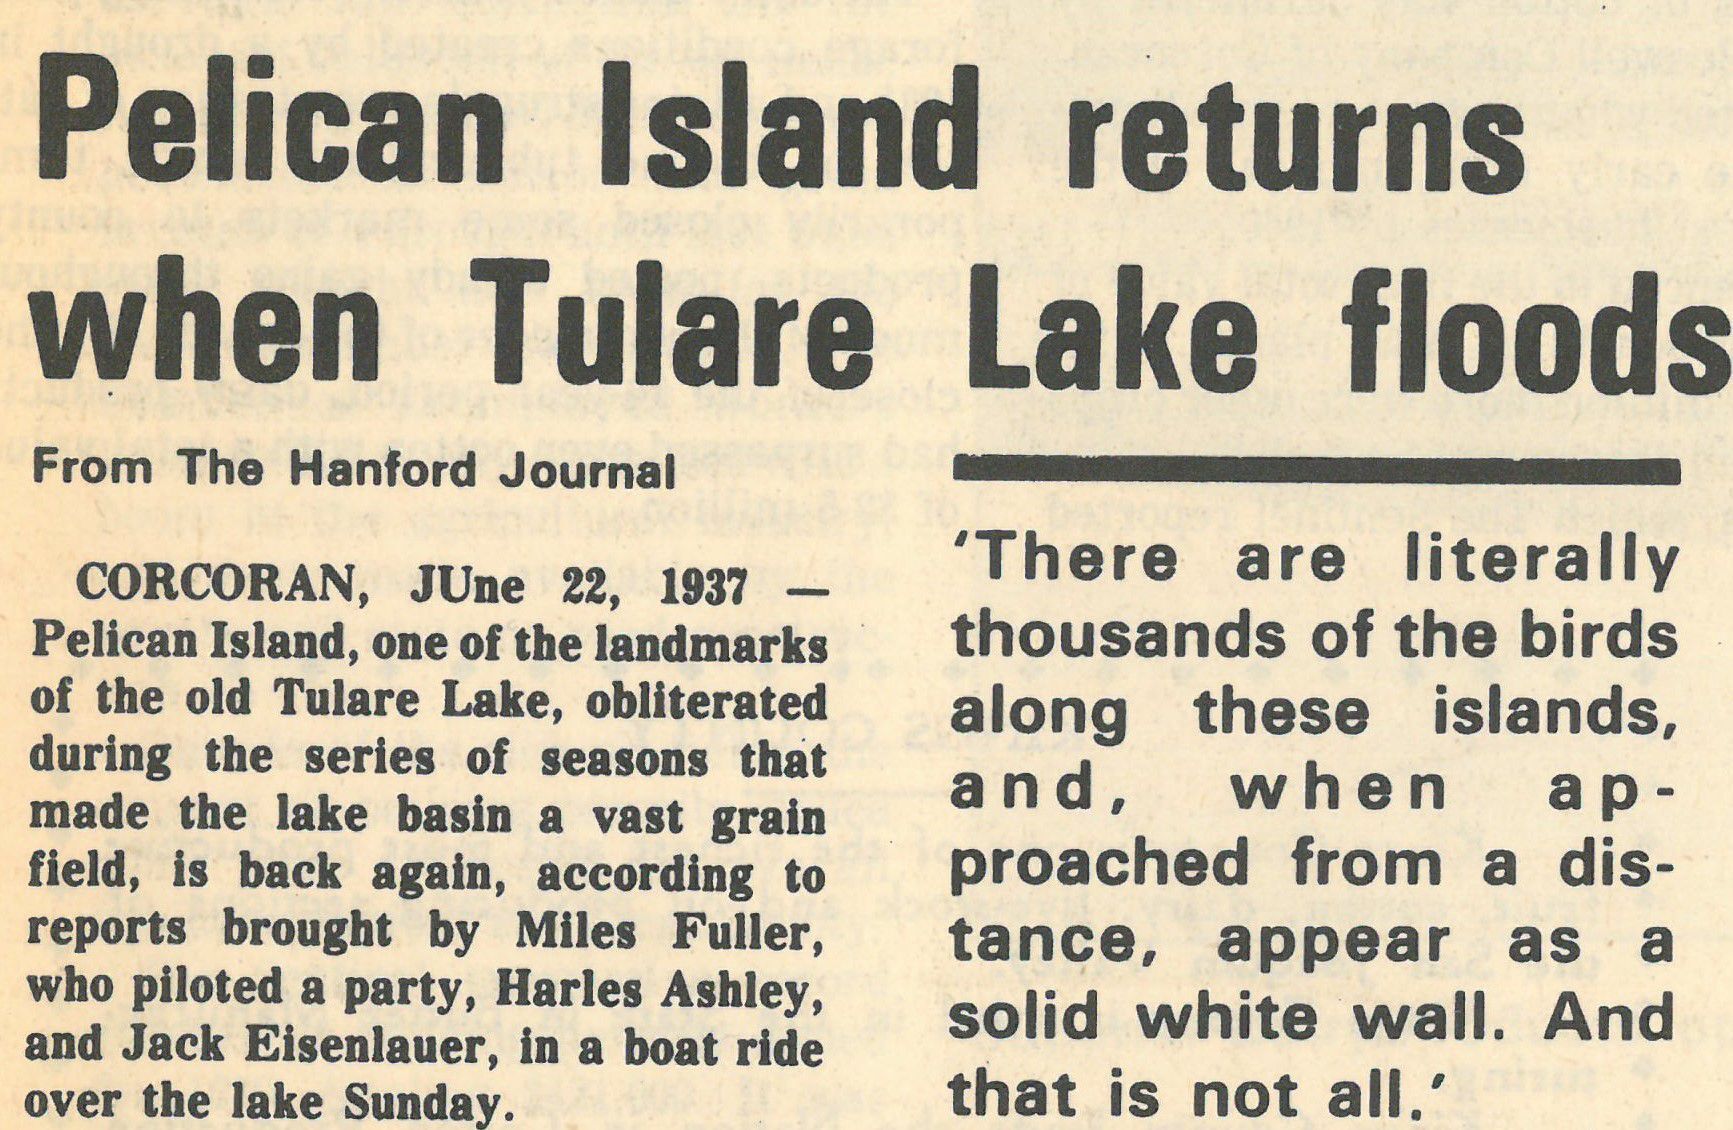 Pelican Island returns
when Tulare Lake floods
From The Hanford Journal
CORCORAN, JUne 22, 1937 —
Pelican Island, one of the landmarks
of the old Tulare Lake, obliterated
during the series of seasons that
made the lake basin a vast grain
field, is back again, according to
reports brought by Miles Fuller,
who piloted a party, Harles Ashley,
and Jack Eisenlauer, in a boat ride
over the lake Sunday.
'There are literally
thousands of the birds
along these islands,
and, when ap-
proached from a dis-
tance, appear as a
solid white wall. And
that is not all.'